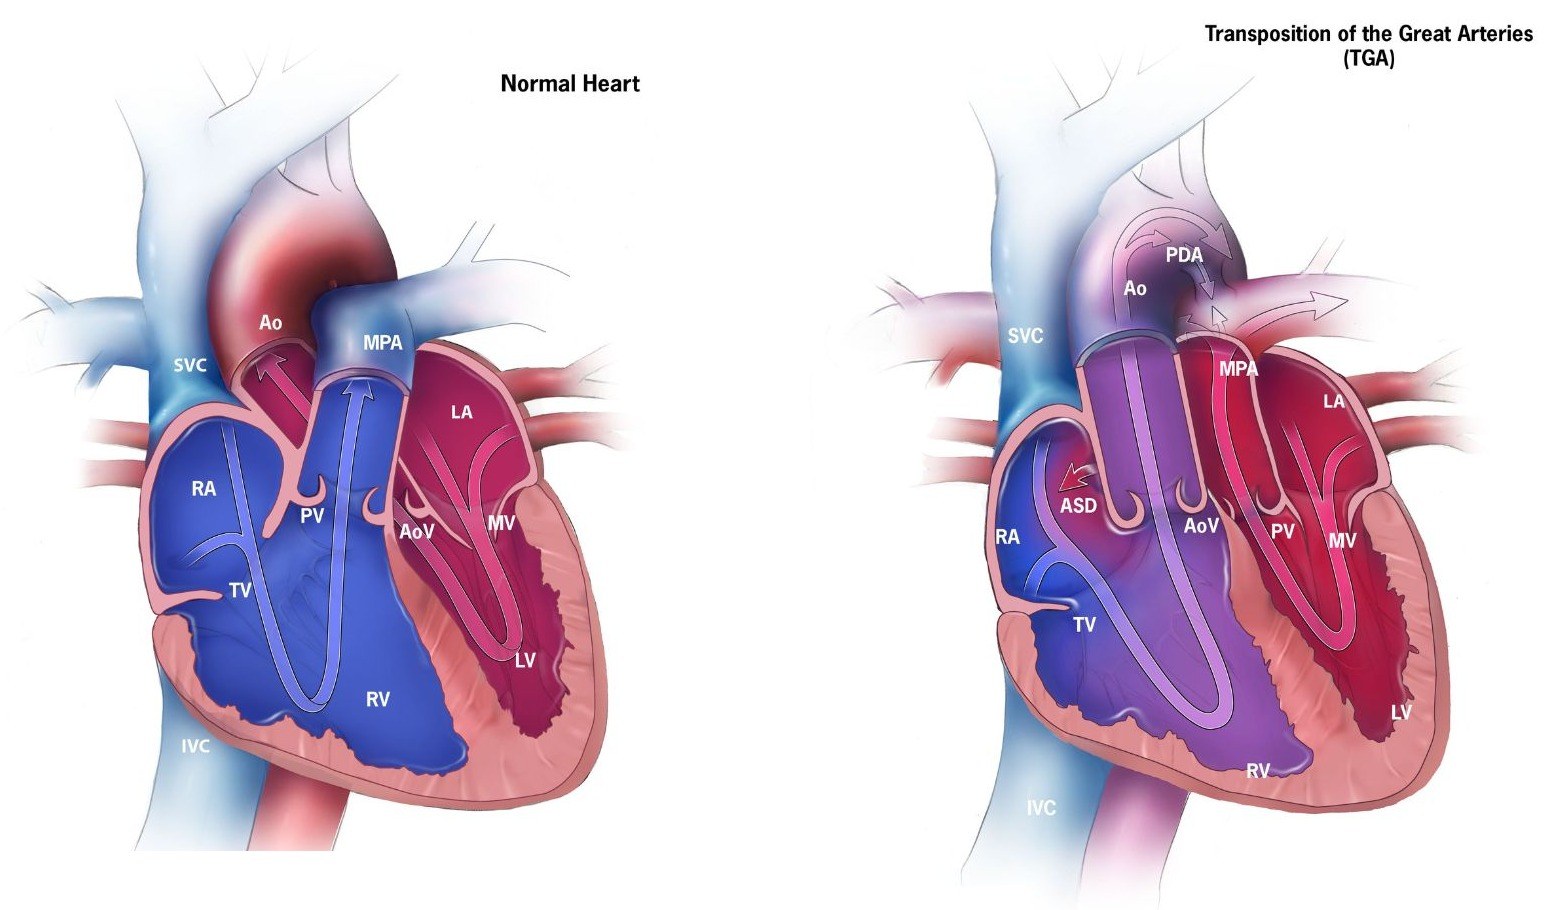 Normal Heart
Ao
MPA
SVC
LA
RA
PV
AoV
MV
TV
LV
RV
IVC
Transposition of the Great Arteries
(TGA)
PDA
Ao
SVC
MPA
LA
ASD
RA
AoV
PV
MV
TV
LV
RV
IVC